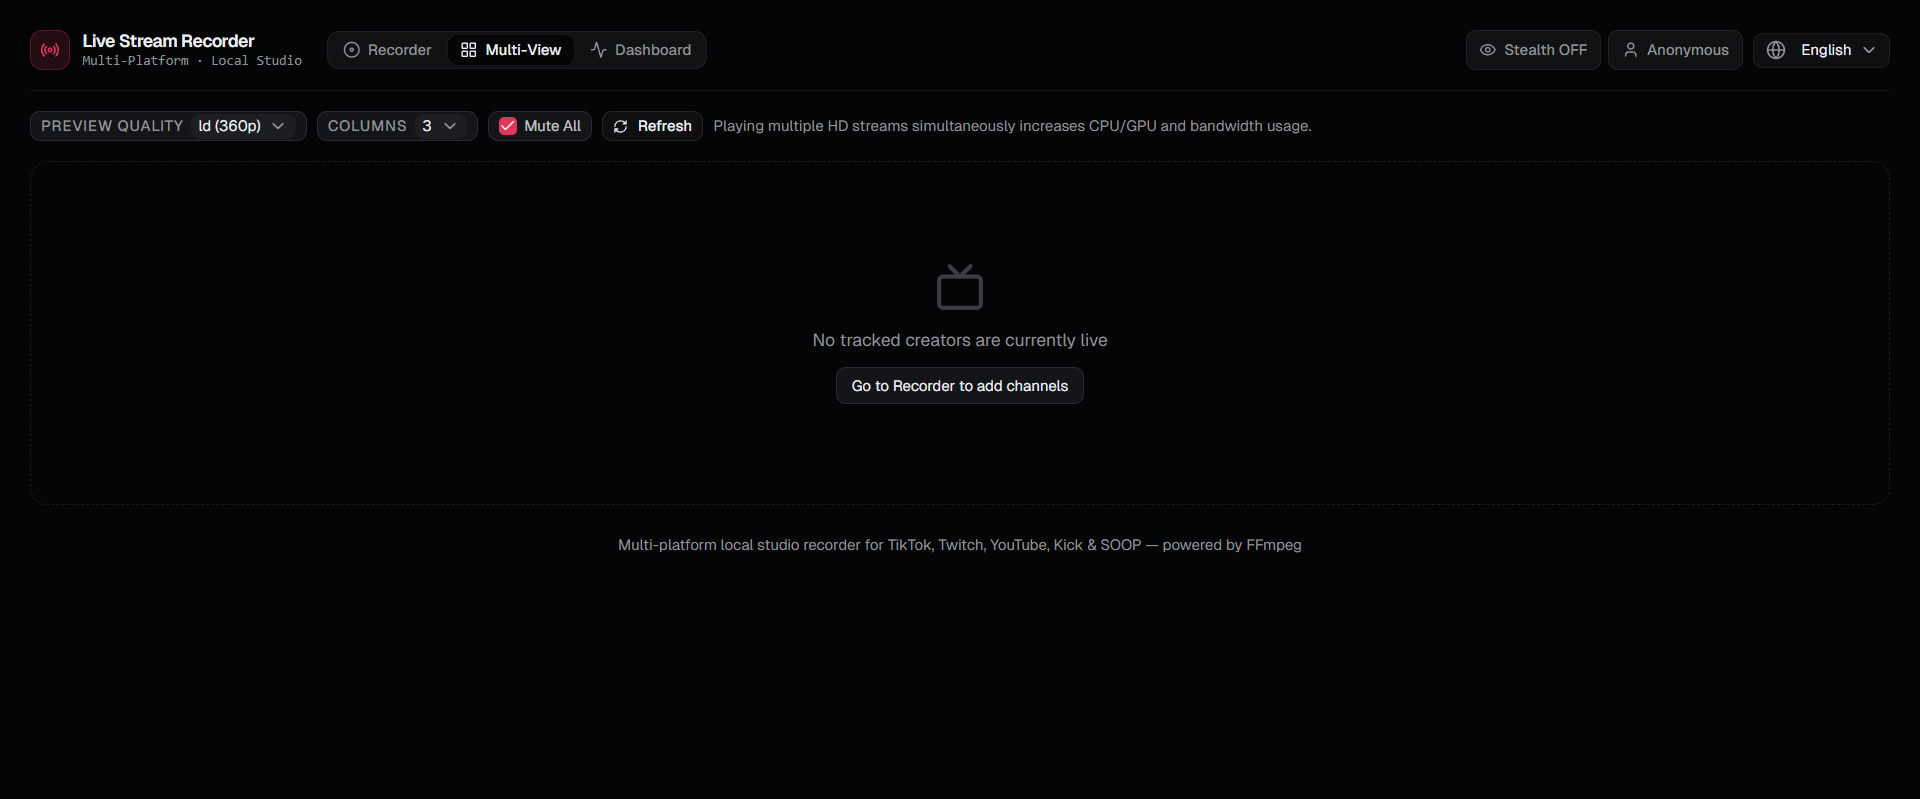 Live Stream Recorder
Multi-Platform · Local Studio
Recorder
Multi-View
Dashboard
Stealth OFF
Anonymous
English
PREVIEW QUALITY ld (360p)
COLUMNS 3
Mute All
Refresh
Playing multiple HD streams simultaneously increases CPU/GPU and bandwidth usage.
No tracked creators are currently live
Go to Recorder to add channels
Multi-platform local studio recorder for TikTok, Twitch, YouTube, Kick & SOOP — powered by FFmpeg